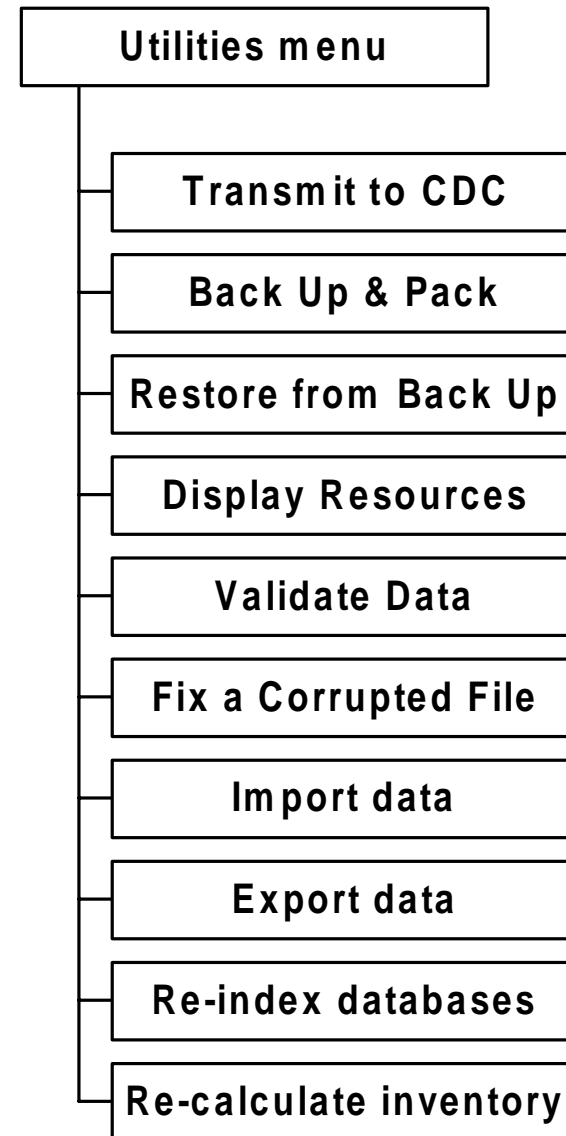 Utilities menu
Transmit to CDC
Back Up & Pack
Restore from Back Up
Display Resources
Validate Data
Fix a Corrupted File
Import data
Export data
Re-index databases
Re-calculate inventory